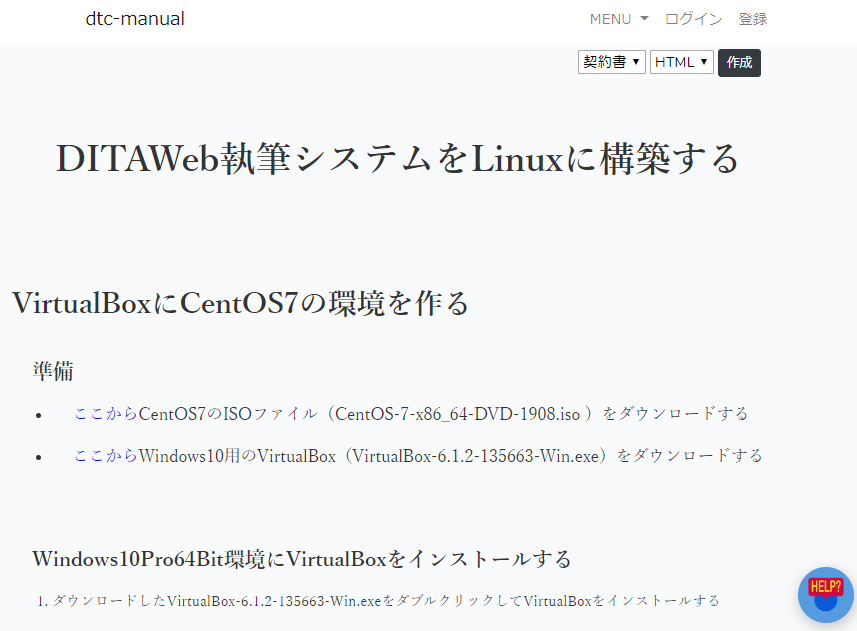 dtc-manual MENU ログイン 登録
契約書 HTML 作成
DITAWeb執筆システムをLinuxに構築する
VirtualBoxにCentOS7の環境を作る
準備
• ここからCentOS7のISOファイル（CentOS-7-x86_64-DVD-1908.iso ）をダウンロードする
• ここからWindows10用のVirtualBox（VirtualBox-6.1.2-135663-Win.exe）をダウンロードする
Windows10Pro64Bit環境にVirtualBoxをインストールする
1. ダウンロードしたVirtualBox-6.1.2-135663-Win.exeをダブルクリックしてVirtualBoxをインストールする
HELP?